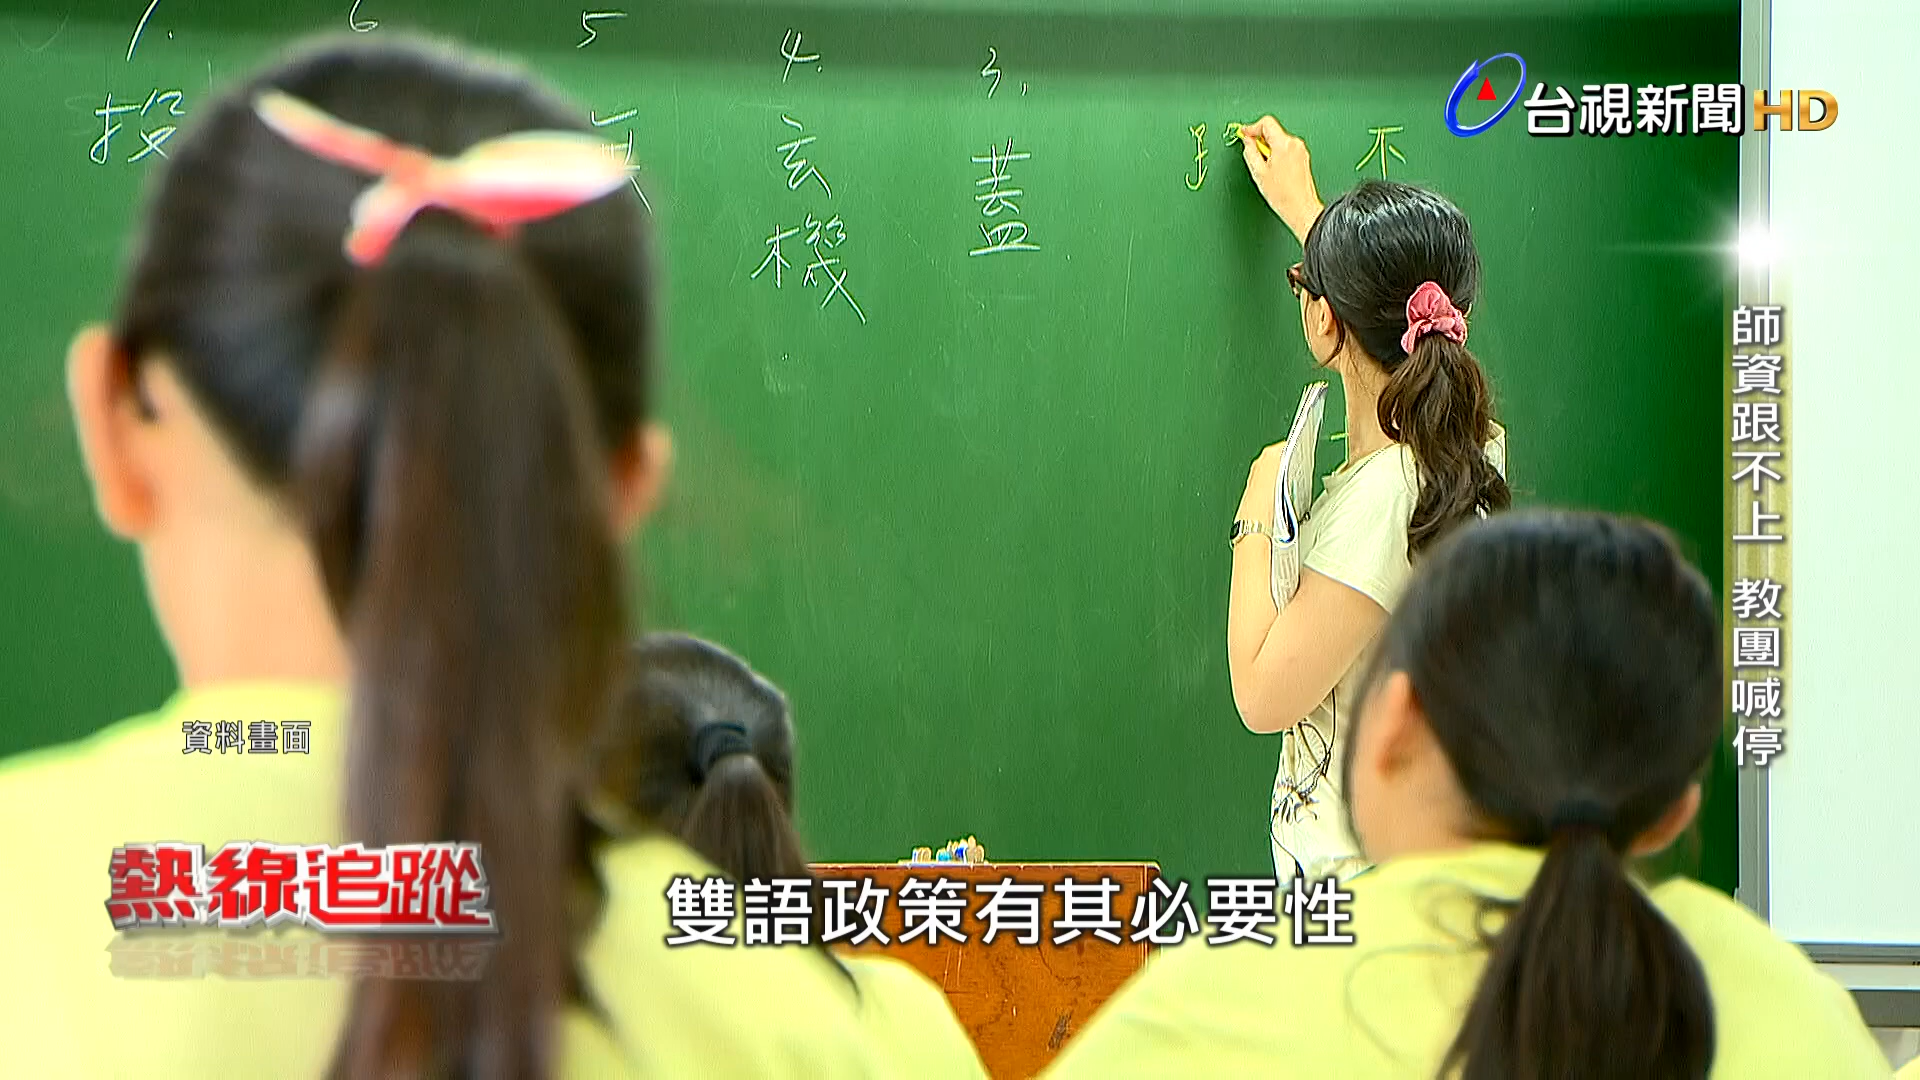 台視新聞HD
師資跟不上 教團喊停
不
3.
蓋
4.
玄機
5
6
1.
投
資料畫面
熱線追蹤
雙語政策有其必要性